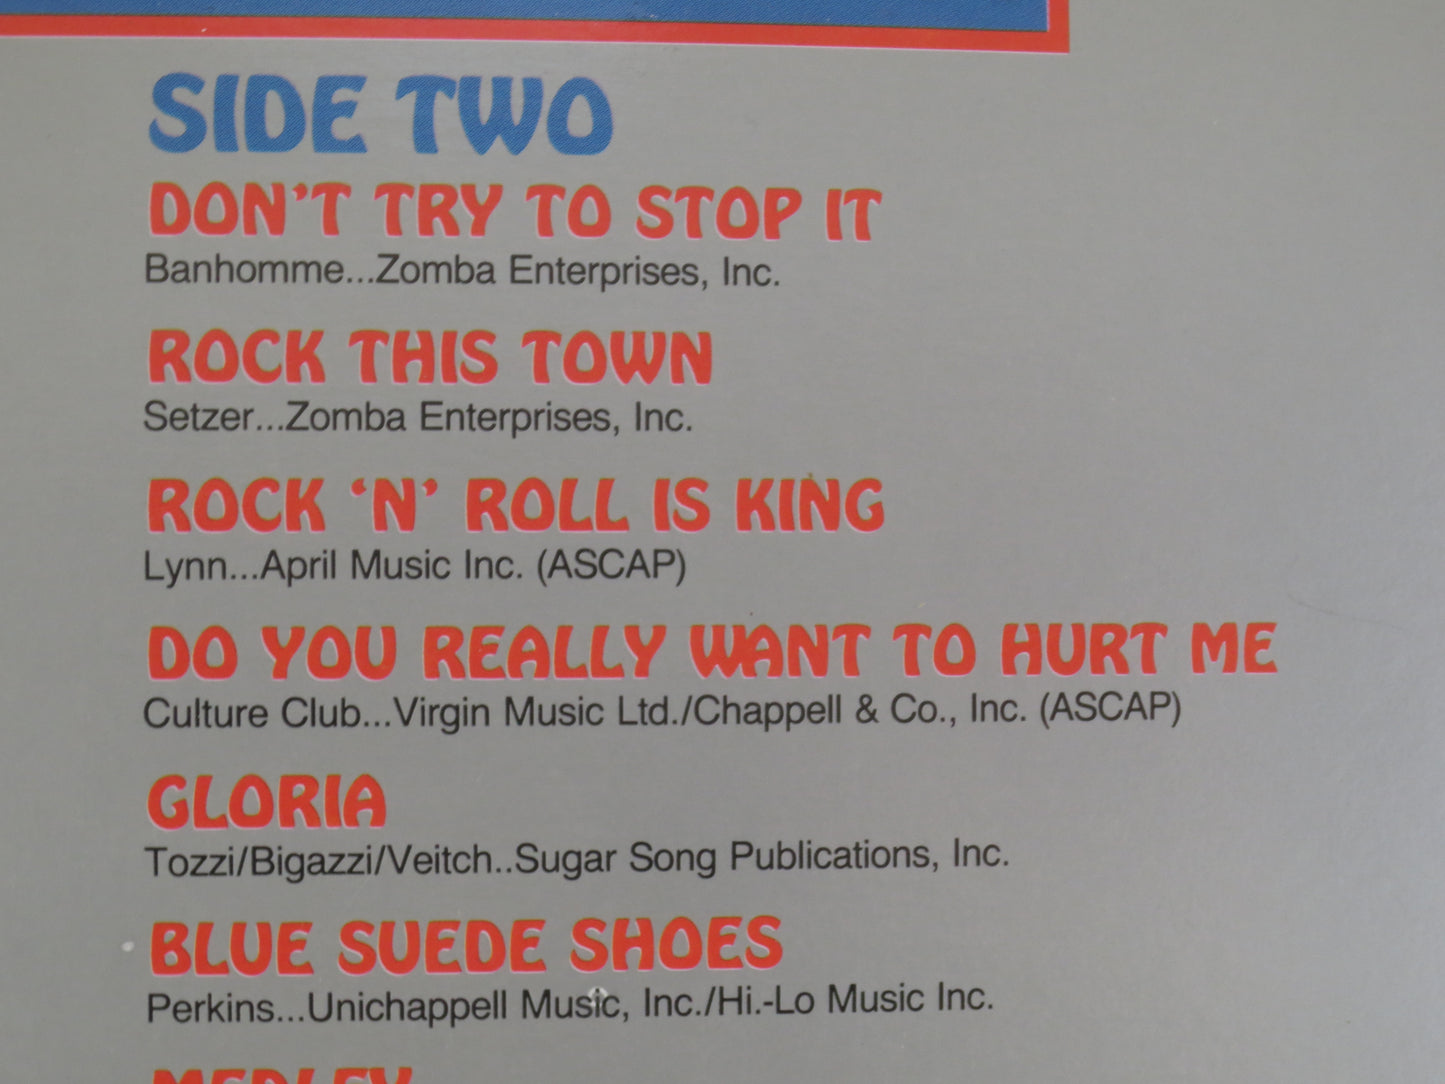 SIDE TWO
DON'T TRY TO STOP IT
Banhomme...Zomba Enterprises, Inc.
ROCK THIS TOWN
Setzer...Zomba Enterprises, Inc.
ROCK 'N' ROLL IS KING
Lynn...April Music Inc. (ASCAP)
DO YOU REALLY WANT TO HURT ME
Culture Club...Virgin Music Ltd./Chappell & Co., Inc. (ASCAP)
GLORIA
Tozzi/Bigazzi/Veitch..Sugar Song Publications, Inc.
BLUE SUEDE SHOES
Perkins...Unichappell Music, Inc./Hi.-Lo Music Inc.
MEDLEY